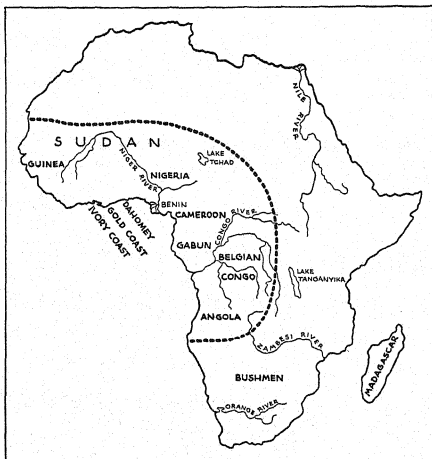 NILE RIVER
SUDAN
GUINEA
NIGER RIVER
LAKE
TCHAD
NIGERIA
BENIN
DAHOMEY
GOLD COAST
IVORY COAST
CAMEROON
CONGO RIVER
GABUN
BELGIAN
CONGO
LAKE
TANGANYIKA
ANGOLA
ZAMBESI RIVER
MADAGASCAR
BUSHMEN
ORANGE RIVER